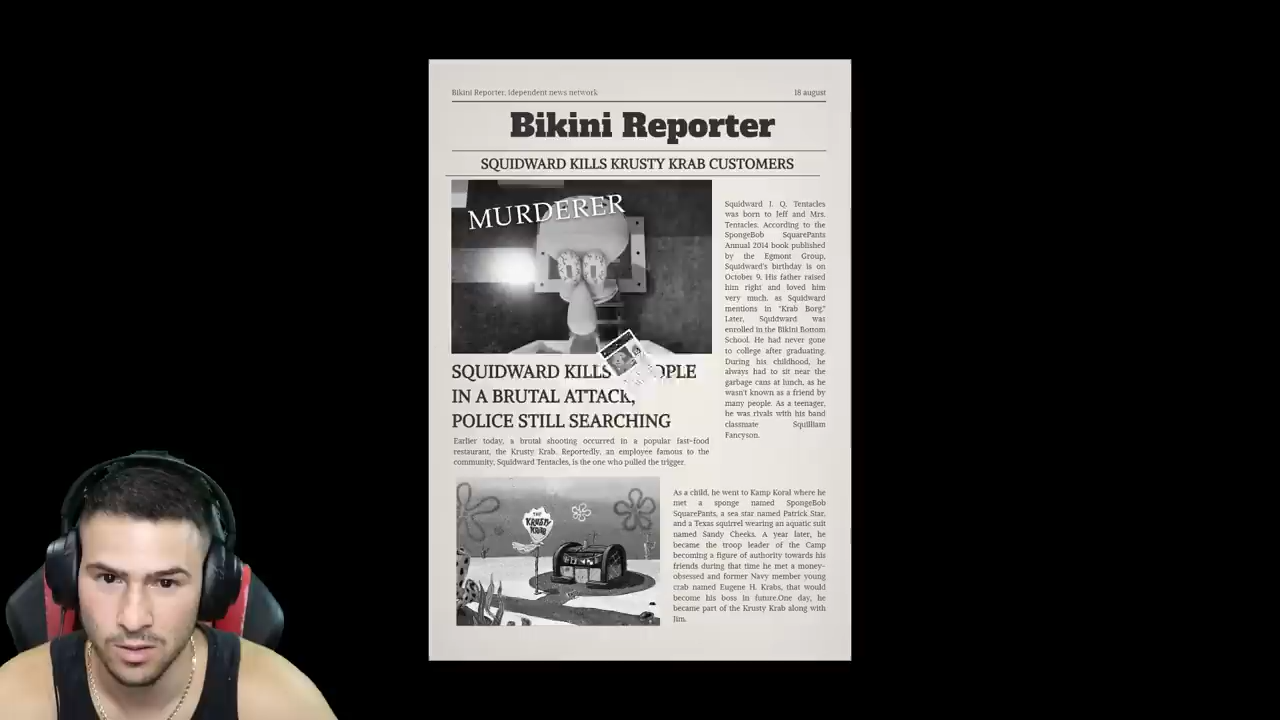 Bikini Reporter, idependent news network
18 august
Bikini Reporter
SQUIDWARD KILLS KRUSTY KRAB CUSTOMERS
MURDERER
SQUIDWARD KILLS OPLE
IN A BRUTAL ATTACK,
POLICE STILL SEARCHING
Earlier today, a brutal shooting occurred in a popular fast-food
restaurant, the Krusty Krab. Reportedly, an employee famous to the
community, Squidward Tentacles, is the one who pulled the trigger.
Squidward J. Q. Tentacles
was born to Jeff and Mrs.
Tentacles. According to the
SpongeBob SquarePants
Annual 2014 book published
by the Egmont Group,
Squidward's birthday is on
October 9. His father raised
him right and loved him
very much, as Squidward
mentions in "Krab Borg."
Later, Squidward was
enrolled in the Bikini Bottom
School. He had never gone
to college after graduating.
During his childhood, he
always had to sit near the
garbage cans at lunch, as he
wasn't known as a friend by
many people. As a teenager,
he was rivals with his band
classmate Squilliam
Fancyson.
THE
KRUSTY
KRAB
As a child, he went to Kamp Koral where he
met a sponge named SpongeBob
SquarePants, a sea star named Patrick Star,
and a Texas squirrel wearing an aquatic suit
named Sandy Cheeks. A year later, he
became the troop leader of the Camp
becoming a figure of authority towards his
friends during that time he met a money-
obsessed and former Navy member young
crab named Eugene H. Krabs, that would
become his boss in future.One day, he
became part of the Krusty Krab along with
Jim.